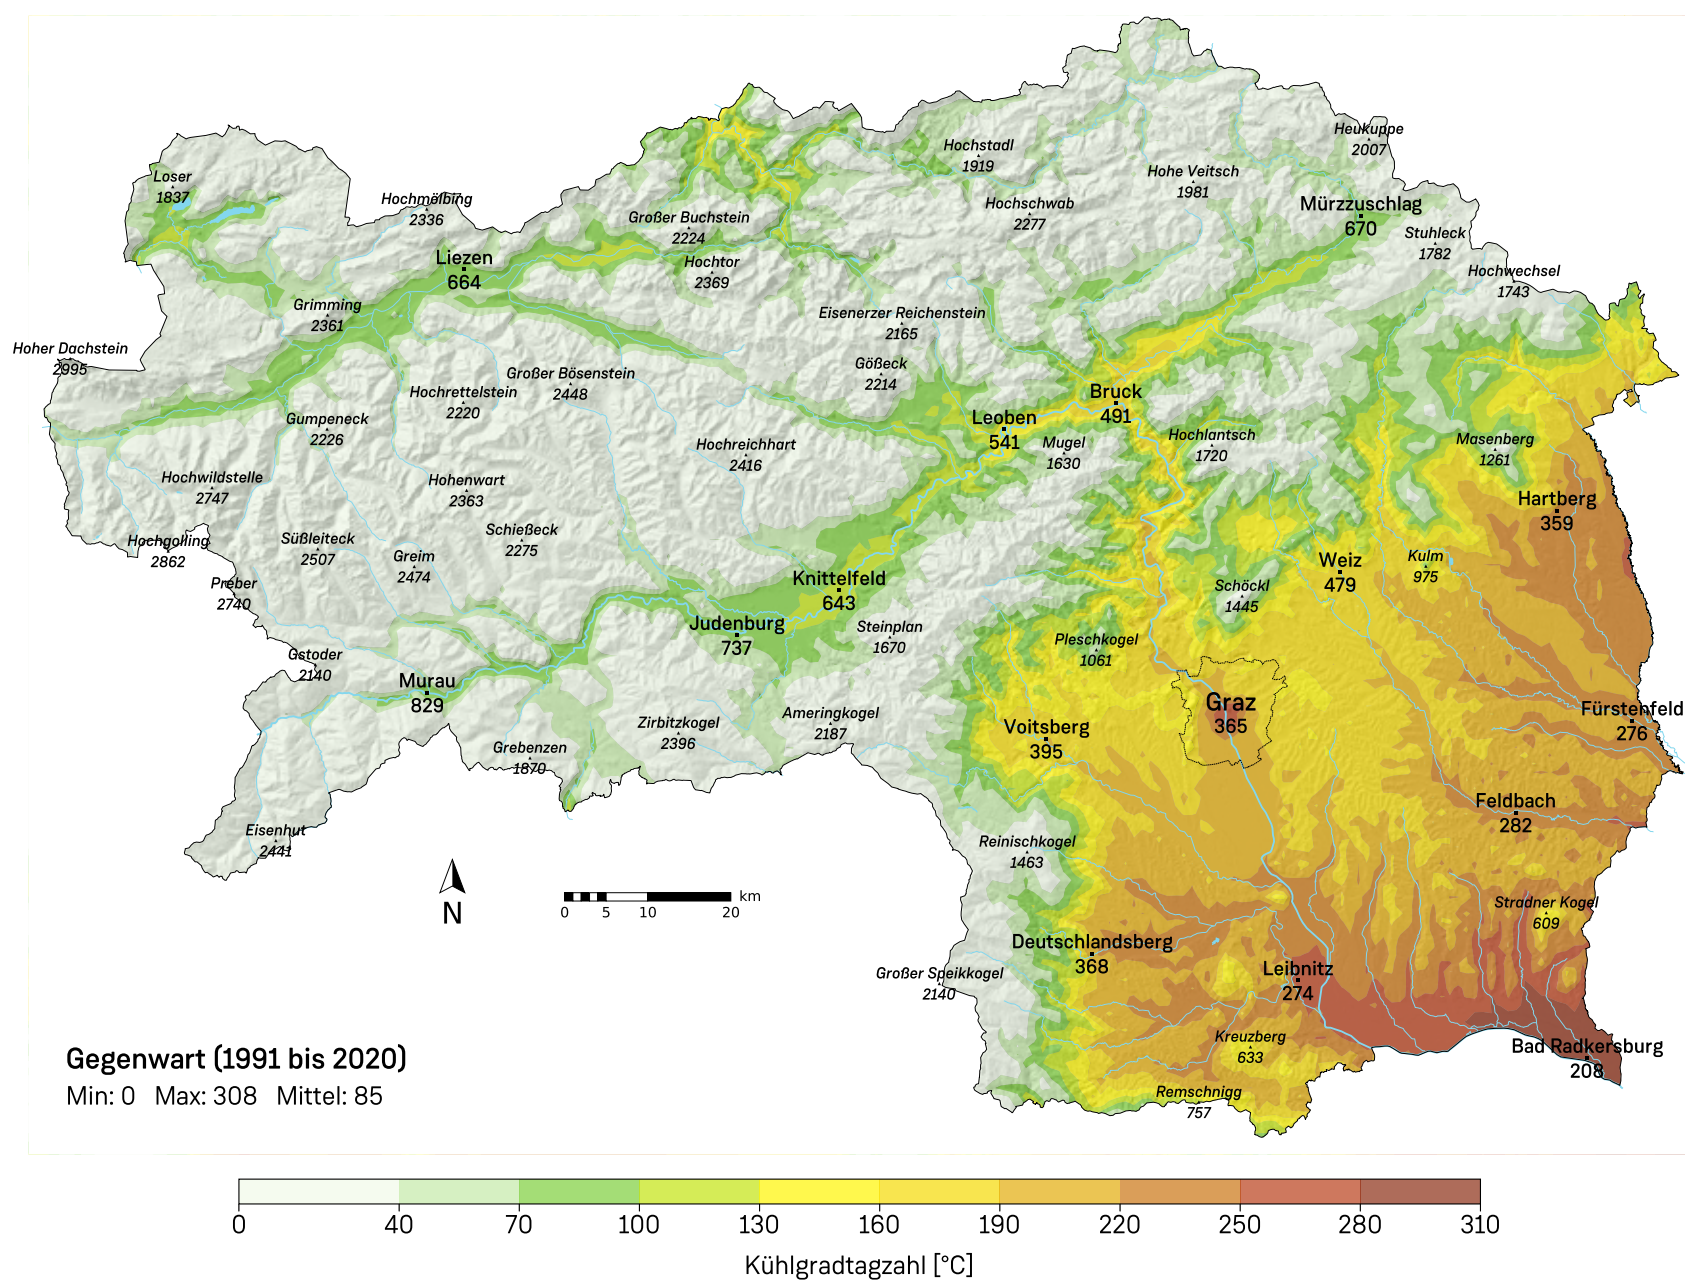 Heukuppe
2007
Hochstadl
1919
Hohe Veitsch
1981
Loser
1837
Hochmölbing
2336
Hochschwab
2277
Mürzzuschlag
670
Großer Buchstein
2224
Stuhleck
1782
Liezen
664
Hochtor
2369
Hochwechsel
1743
Grimming
2361
Eisenerzer Reichenstein
2165
Hoher Dachstein
2995
Großer Bösenstein
2448
Gößeck
2214
Hochrettelstein
2220
Bruck
491
Gumpeneck
2226
Leoben
541
Hochreichhart
2416
Mugel
1630
Hochlantsch
1720
Masenberg
1261
Hochwildstelle
2747
Hohenwart
2363
Hartberg
359
Hochgolling
2862
Süßleiteck
2507
Schießeck
2275
Greim
2474
Weiz
479
Kulm
975
Preber
2740
Knittelfeld
643
Schöckl
1445
Judenburg
737
Steinplan
1670
Pleschkogel
1061
Gstoder
2140
Murau
829
Graz
365
Fürstenfeld
276
Zirbitzkogel
2396
Ameringkogel
2187
Voitsberg
395
Grebenzen
1870
Feldbach
282
Eisenhut
2441
Reinischkogel
1463
N
0 5 10 20 km
Stradner Kogel
609
Deutschlandsberg
368
Großer Speikkogel
2140
Leibnitz
274
Kreuzberg
633
Bad Radkersburg
208
Remschnigg
757
Gegenwart (1991 bis 2020)
Min: 0 Max: 308 Mittel: 85
0 40 70 100 130 160 190 220 250 280 310
Kühlgradtagzahl [°C]